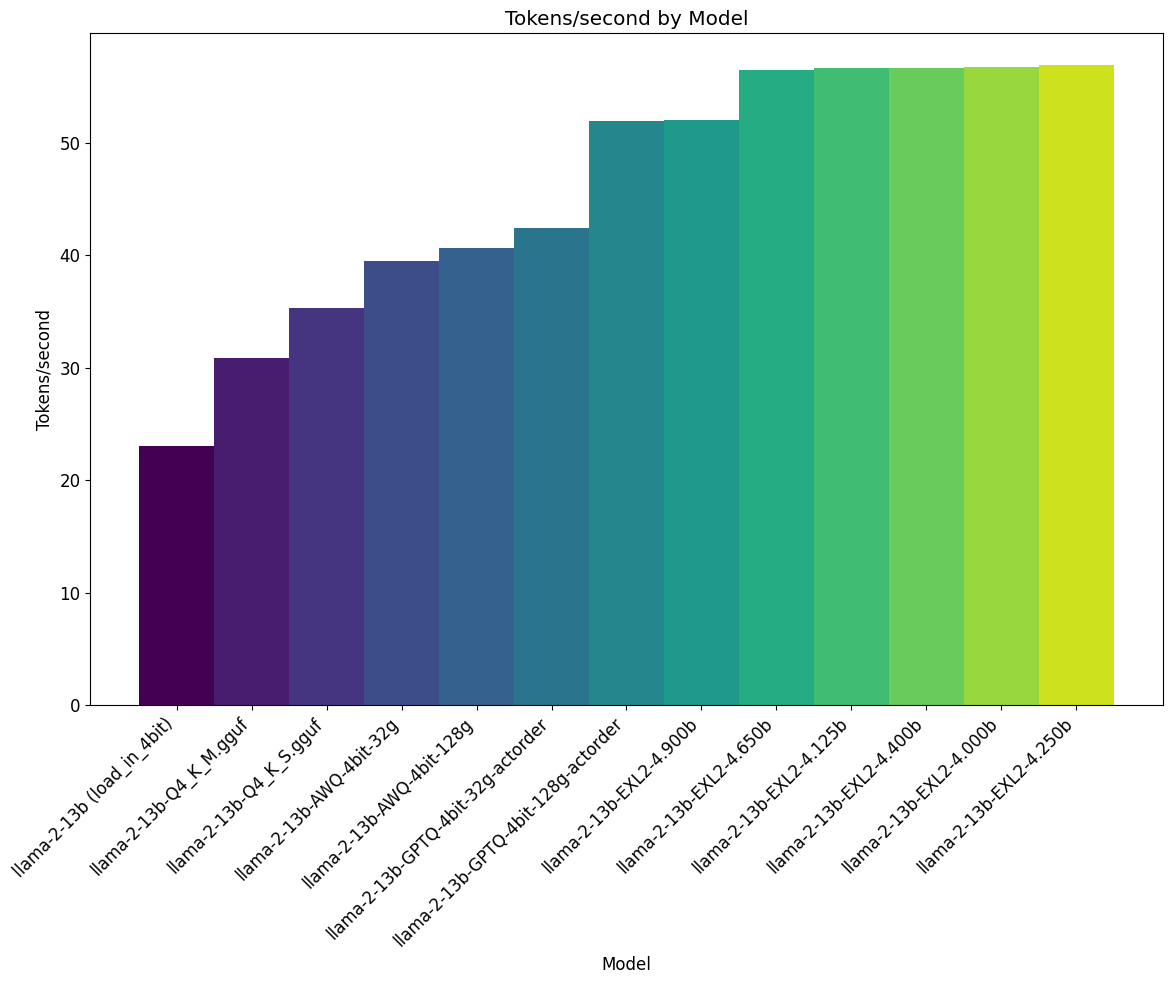 Tokens/second by Model
Tokens/second
50
40
30
20
10
0
llama-2-13b (load_in_4bit)
llama-2-13b-Q4_K_M.gguf
llama-2-13b-Q4_K_S.gguf
llama-2-13b-AWQ-4bit-32g
llama-2-13b-AWQ-4bit-128g
llama-2-13b-GPTQ-4bit-32g-actorder
llama-2-13b-GPTQ-4bit-128g-actorder
llama-2-13b-EXL2-4.900b
llama-2-13b-EXL2-4.650b
llama-2-13b-EXL2-4.125b
llama-2-13b-EXL2-4.400b
llama-2-13b-EXL2-4.000b
llama-2-13b-EXL2-4.250b
Model